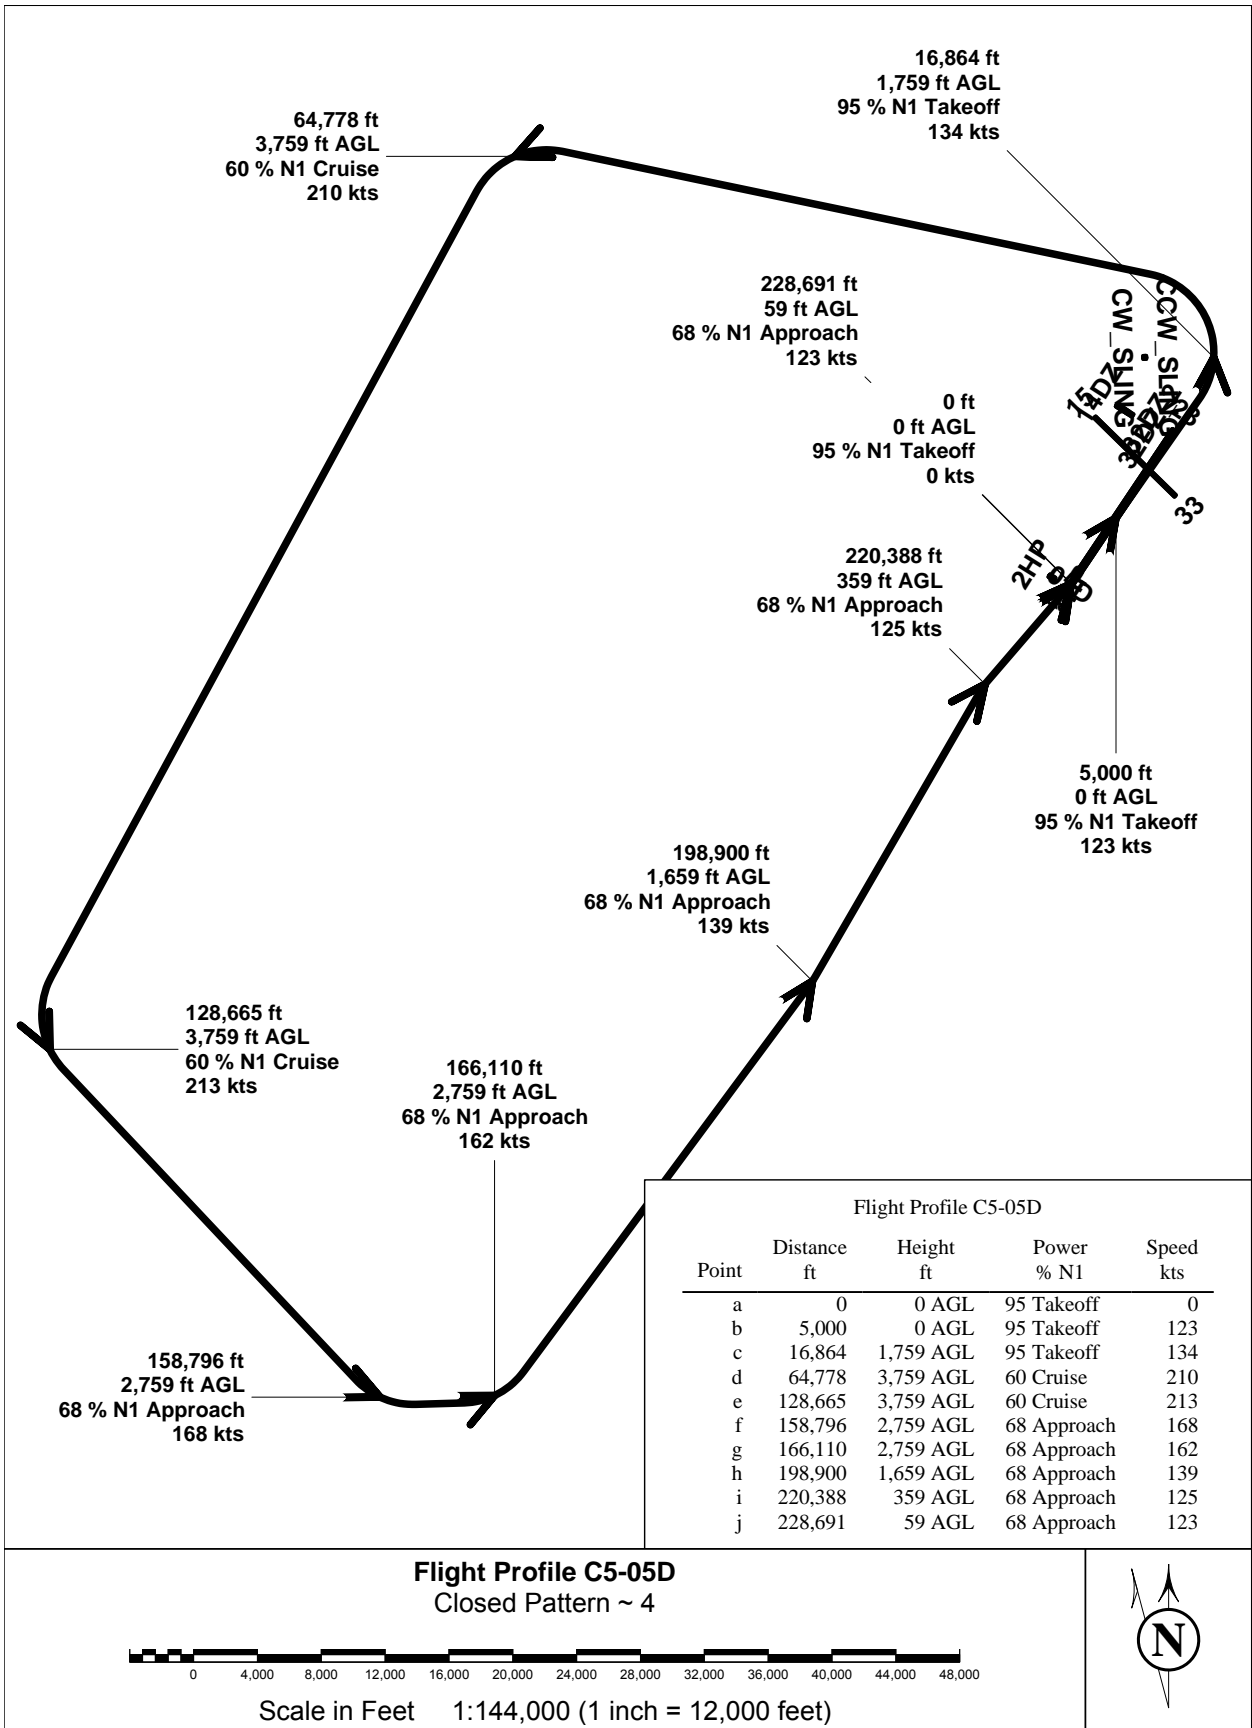 16,864 ft
1,759 ft AGL
95 % N1 Takeoff
134 kts
64,778 ft
3,759 ft AGL
60 % N1 Cruise
210 kts
228,691 ft
59 ft AGL
68 % N1 Approach
123 kts
CW_SLING
CCW_SLING
15
33
2HP
0 ft
0 ft AGL
95 % N1 Takeoff
0 kts
220,388 ft
359 ft AGL
68 % N1 Approach
125 kts
5,000 ft
0 ft AGL
95 % N1 Takeoff
123 kts
198,900 ft
1,659 ft AGL
68 % N1 Approach
139 kts
128,665 ft
3,759 ft AGL
60 % N1 Cruise
213 kts
166,110 ft
2,759 ft AGL
68 % N1 Approach
162 kts
158,796 ft
2,759 ft AGL
68 % N1 Approach
168 kts
Flight Profile C5-05D
Point Distance ft Height ft Power % N1 Speed kts
a 0 0 AGL 95 Takeoff 0
b 5,000 0 AGL 95 Takeoff 123
c 16,864 1,759 AGL 95 Takeoff 134
d 64,778 3,759 AGL 60 Cruise 210
e 128,665 3,759 AGL 60 Cruise 213
f 158,796 2,759 AGL 68 Approach 168
g 166,110 2,759 AGL 68 Approach 162
h 198,900 1,659 AGL 68 Approach 139
i 220,388 359 AGL 68 Approach 125
j 228,691 59 AGL 68 Approach 123
Flight Profile C5-05D
Closed Pattern ~ 4
0 4,000 8,000 12,000 16,000 20,000 24,000 28,000 32,000 36,000 40,000 44,000 48,000
Scale in Feet 1:144,000 (1 inch = 12,000 feet)
N